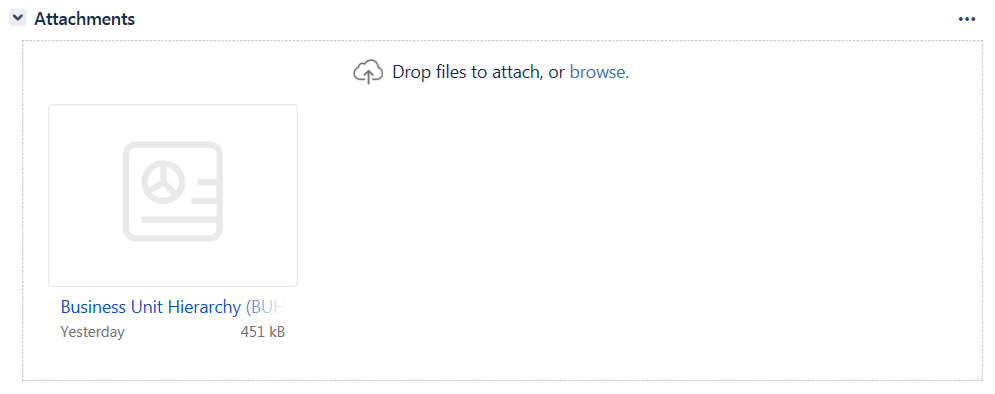 Attachments
Drop files to attach, or browse.
Business Unit Hierarchy (BUH
Yesterday 451 kB